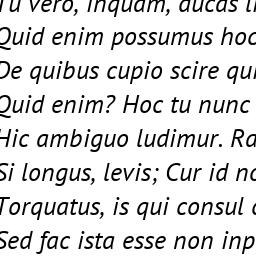 Tu vero, inquam, ducas li
Quid enim possumus hoc
De quibus cupio scire qui
Quid enim? Hoc tu nunc
Hic ambiguo ludimur. Ra
Si longus, levis; Cur id no
Torquatus, is qui consul c
Sed fac ista esse non inp